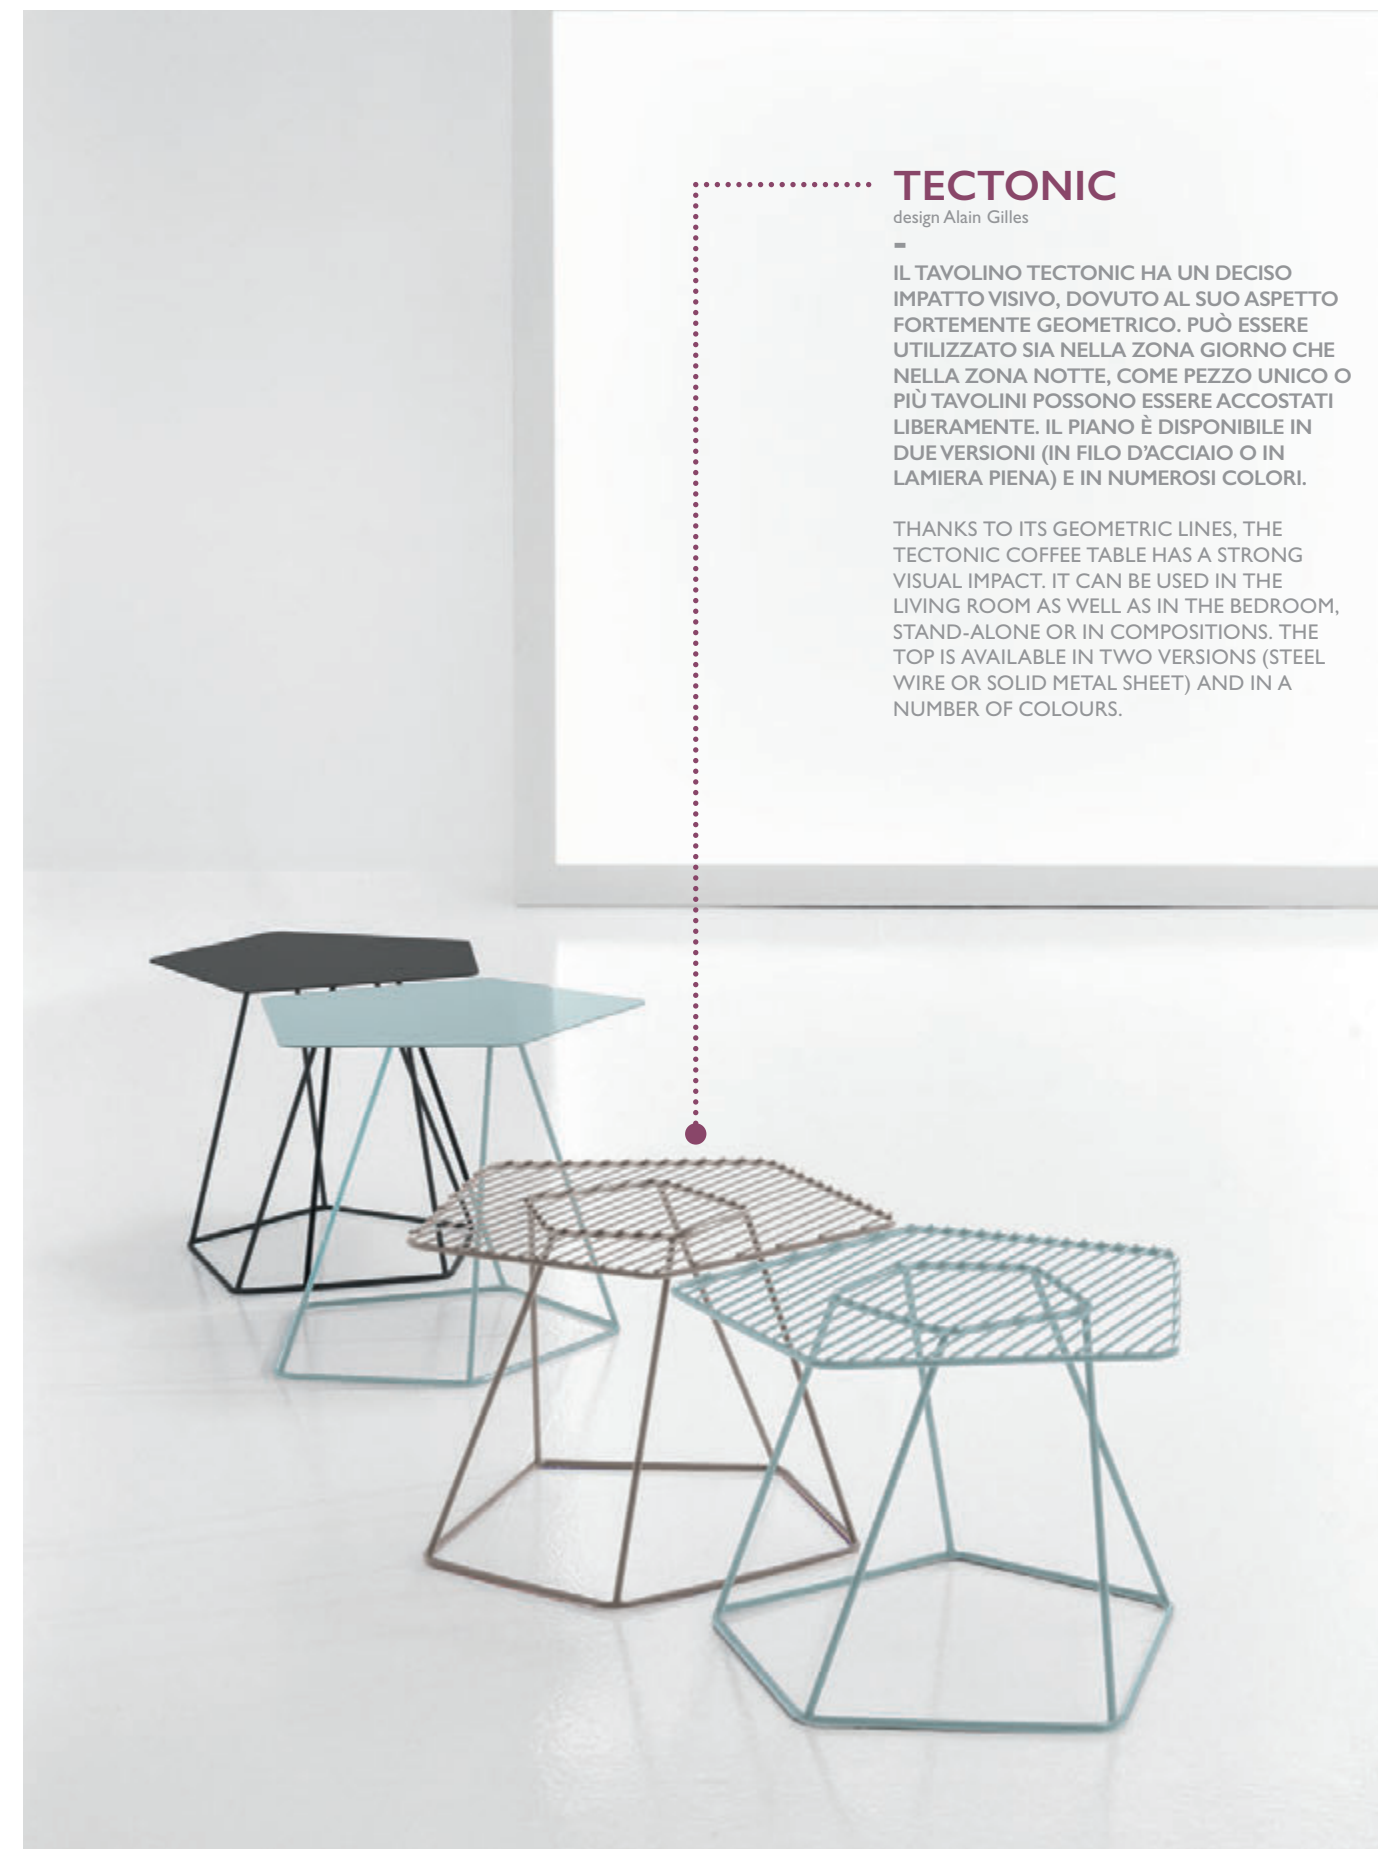 TECTONIC
design Alain Gilles
-
IL TAVOLINO TECTONIC HA UN DECISO
IMPATTO VISIVO, DOVUTO AL SUO ASPETTO
FORTEMENTE GEOMETRICO. PUÒ ESSERE
UTILIZZATO SIA NELLA ZONA GIORNO CHE
NELLA ZONA NOTTE, COME PEZZO UNICO O
PIÙ TAVOLINI POSSONO ESSERE ACCOSTATI
LIBERAMENTE. IL PIANO È DISPONIBILE IN
DUE VERSIONI (IN FILO D’ACCIAIO O IN
LAMIERA PIENA) E IN NUMEROSI COLORI.
THANKS TO ITS GEOMETRIC LINES, THE
TECTONIC COFFEE TABLE HAS A STRONG
VISUAL IMPACT. IT CAN BE USED IN THE
LIVING ROOM AS WELL AS IN THE BEDROOM,
STAND-ALONE OR IN COMPOSITIONS. THE
TOP IS AVAILABLE IN TWO VERSIONS (STEEL
WIRE OR SOLID METAL SHEET) AND IN A
NUMBER OF COLOURS.